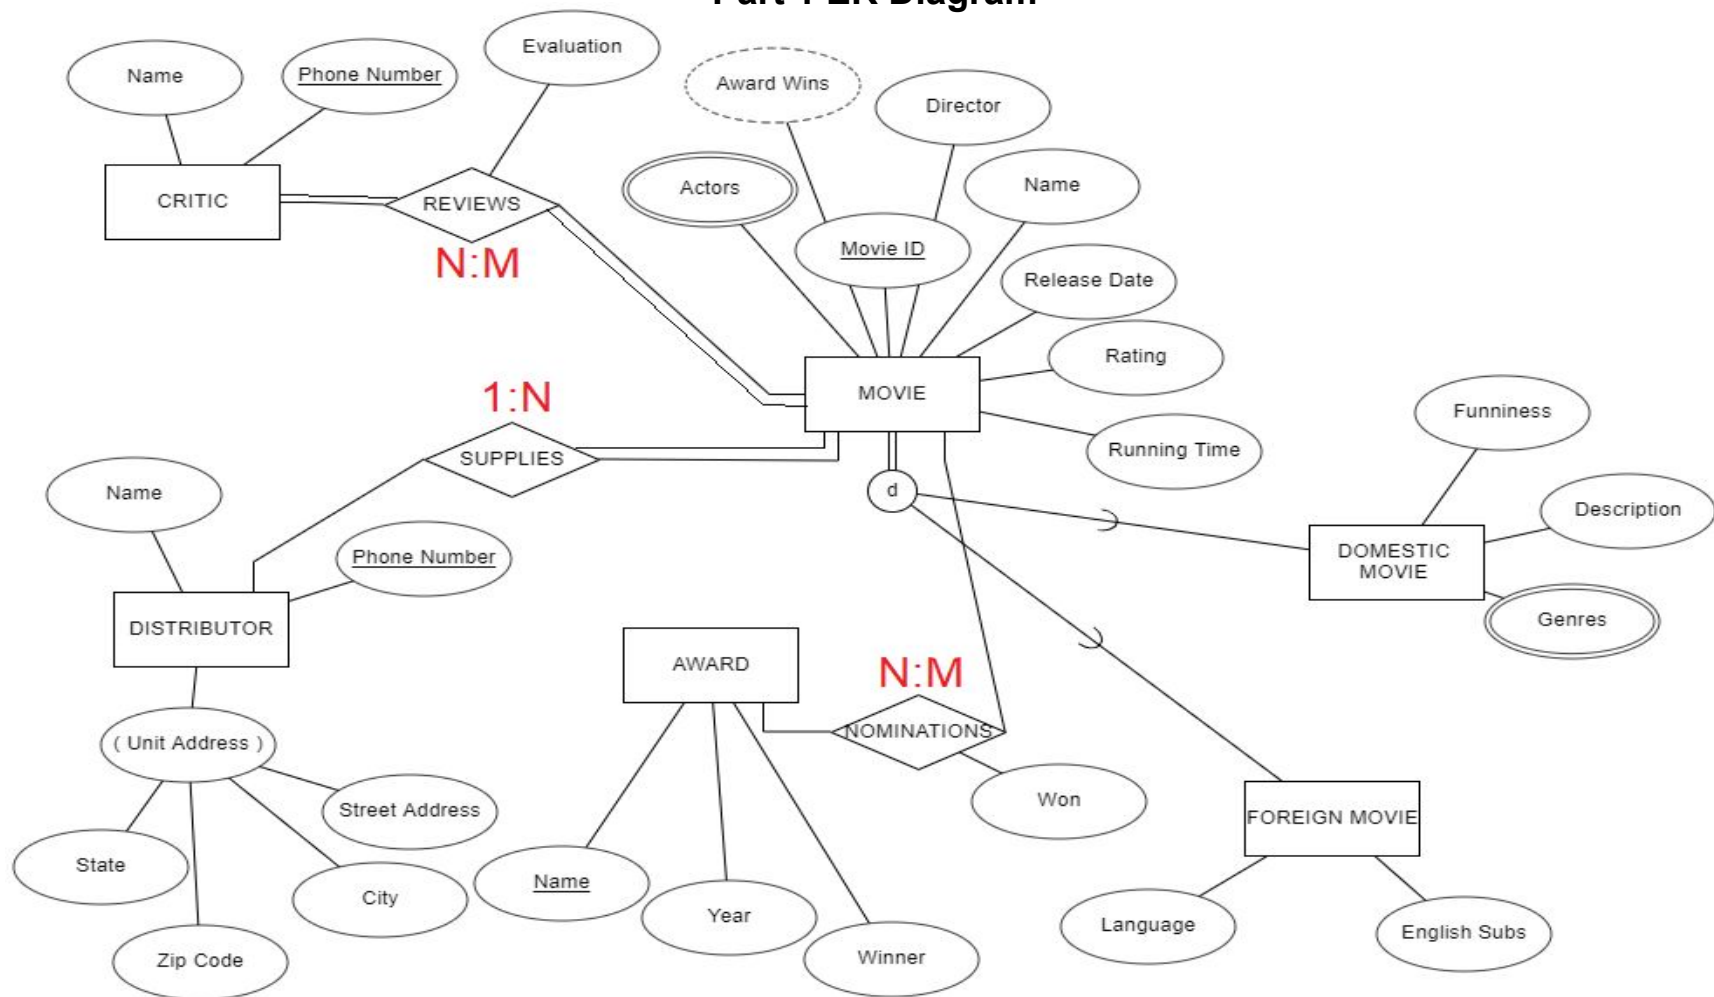 Part 1 ER Diagram
Evaluation
Name
Phone Number
Award Wins
Director
Actors
Name
CRITIC
REVIEWS
Movie ID
N:M
Release Date
Rating
MOVIE
1:N
Funniness
Running Time
SUPPLIES
Name
d
Description
Phone Number
DOMESTIC
MOVIE
Genres
DISTRIBUTOR
AWARD
N:M
NOMINATIONS
( Unit Address )
Street Address
Won
FOREIGN MOVIE
State
Name
City
Year
Language
English Subs
Zip Code
Winner